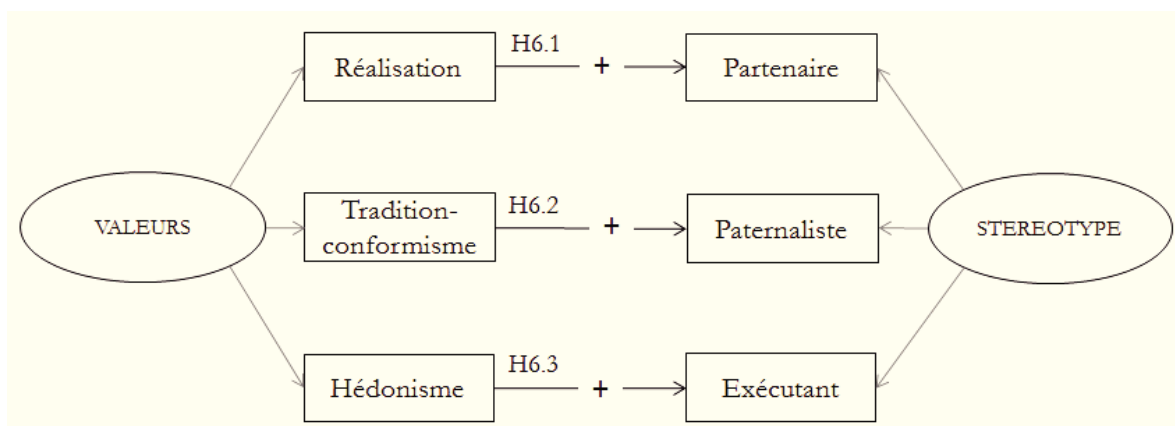 H6.1
Réalisation
+
Partenaire
VALEURS
Tradition-
conformisme
H6.2
+
Paternaliste
STEREOTYPE
Hédonisme
H6.3
+
Exécutant